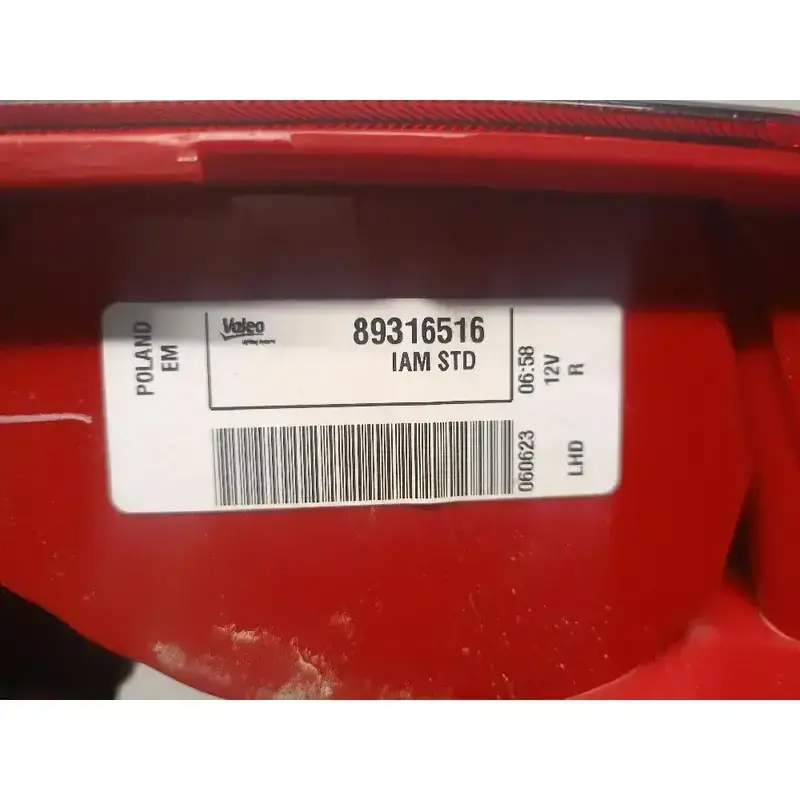 POLAND
EM
Valeo
89316516
IAM STD
06:58
12V
R
060623
LHD